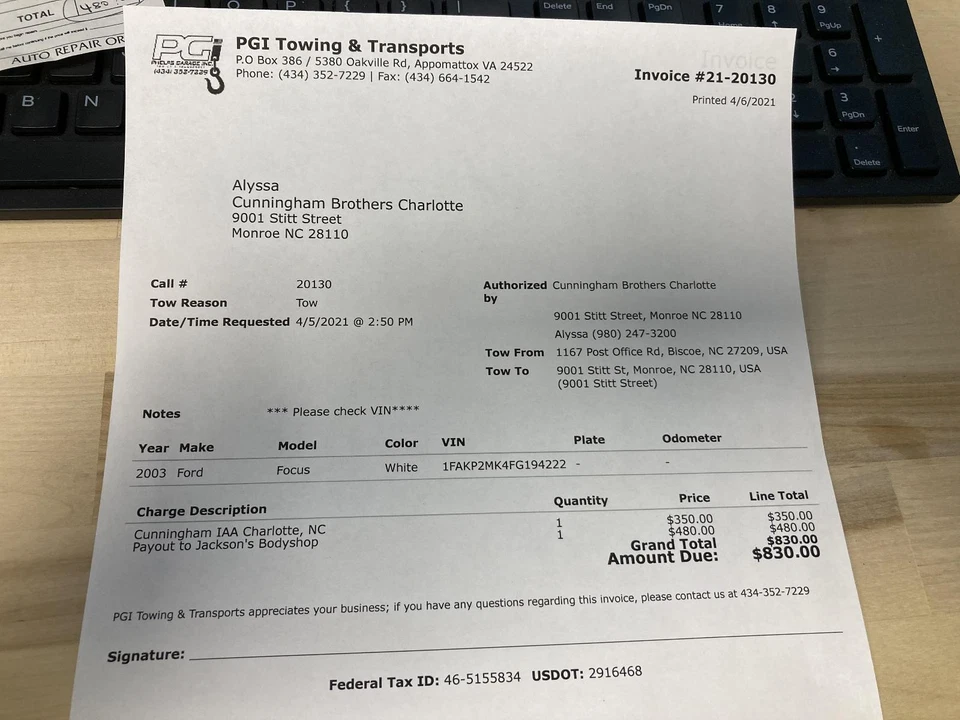 TOTAL 480
AUTO REPAIR OR
B
N
O
P
{
}
Delete
End
PgDn
7
Home
8
9
PgUp
+
6
2
3
PgDn
Enter
.
Delete
PGI
PHELPS GARAGE INC.
(434) 352-7229
PGI Towing & Transports
P.O Box 386 / 5380 Oakville Rd, Appomattox VA 24522
Phone: (434) 352-7229 | Fax: (434) 664-1542
Invoice
Invoice #21-20130
Printed 4/6/2021
Alyssa
Cunningham Brothers Charlotte
9001 Stitt Street
Monroe NC 28110
Call # 20130
Tow Reason Tow
Date/Time Requested 4/5/2021 @ 2:50 PM
Authorized by Cunningham Brothers Charlotte
9001 Stitt Street, Monroe NC 28110
Alyssa (980) 247-3200
Tow From 1167 Post Office Rd, Biscoe, NC 27209, USA
Tow To 9001 Stitt St, Monroe, NC 28110, USA
(9001 Stitt Street)
Notes *** Please check VIN****
Year Make Model Color VIN Plate Odometer
2003 Ford Focus White 1FAKP2MK4FG194222 - -
Charge Description Quantity Price Line Total
Cunningham IAA Charlotte, NC 1 $350.00 $350.00
Payout to Jackson's Bodyshop 1 $480.00 $480.00
Grand Total $830.00
Amount Due: $830.00
PGI Towing & Transports appreciates your business; if you have any questions regarding this invoice, please contact us at 434-352-7229
Signature:
Federal Tax ID: 46-5155834 USDOT: 2916468